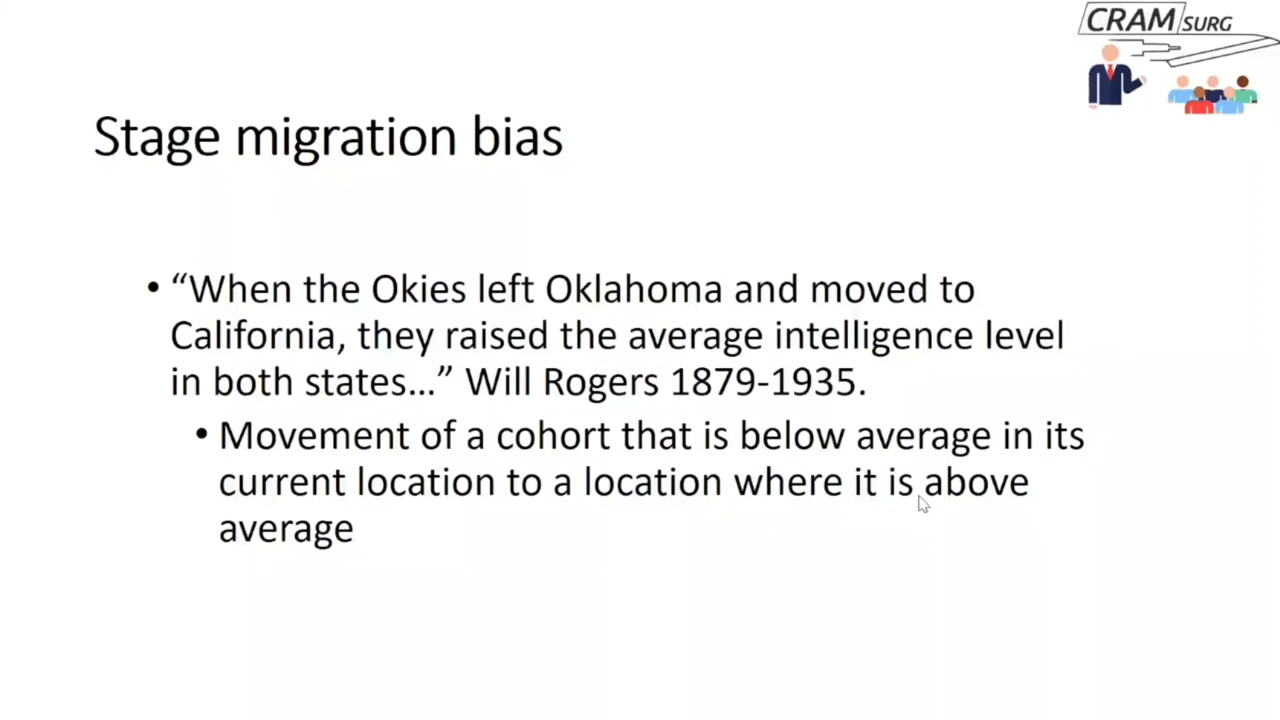 CRAM SURG
Stage migration bias
• “When the Okies left Oklahoma and moved to
California, they raised the average intelligence level
in both states…” Will Rogers 1879-1935.
• Movement of a cohort that is below average in its
current location to a location where it is above
average